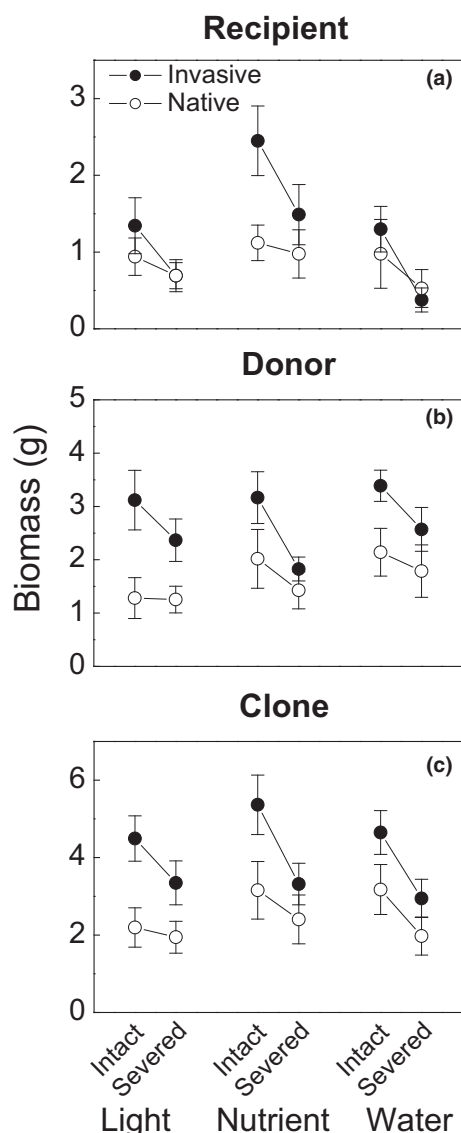 Recipient
(a)
Invasive
Native
3
2
1
0
Donor
(b)
5
4
3
2
1
0
Biomass (g)
Clone
(c)
6
4
2
0
Intact Severed Intact Severed Intact Severed
Light Nutrient Water